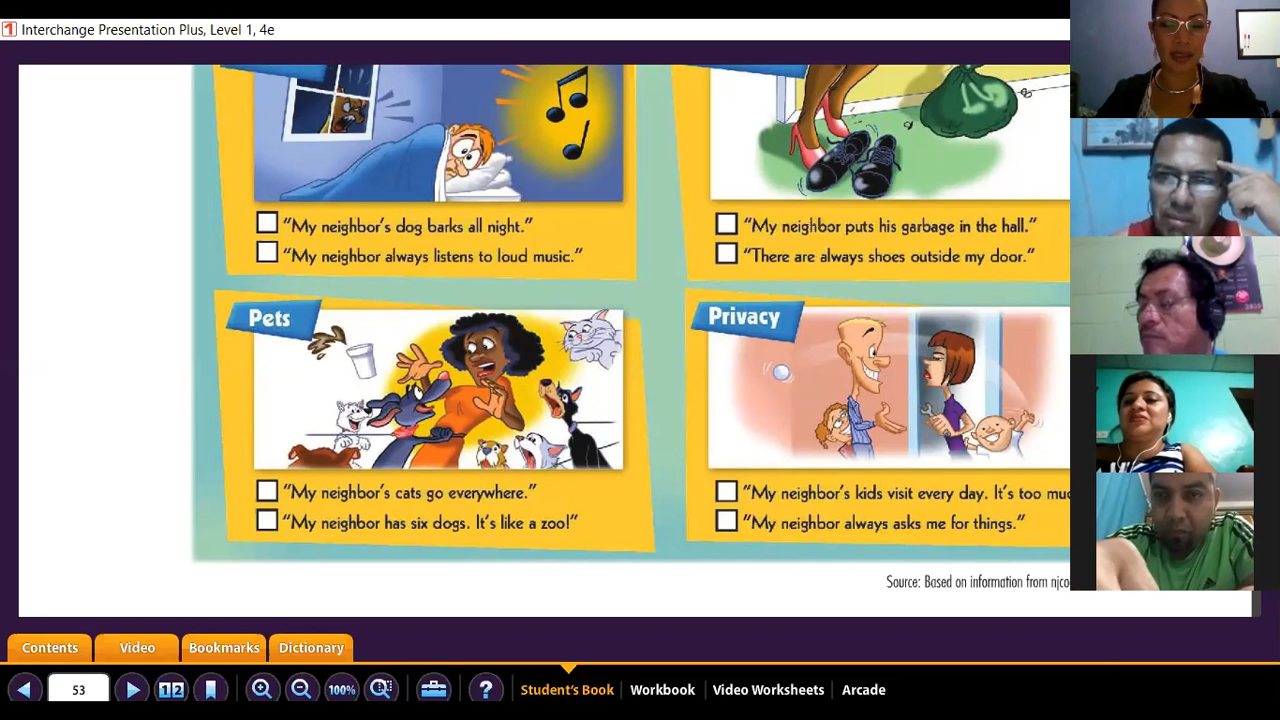 Interchange Presentation Plus, Level 1, 4e
"My neighbor's dog barks all night."
"My neighbor always listens to loud music."
"My neighbor puts his garbage in the hall."
"There are always shoes outside my door."
Pets
"My neighbor's cats go everywhere."
"My neighbor has six dogs. It's like a zoo!"
Privacy
"My neighbor's kids visit every day. It's too
"My neighbor always asks me for things."
Source: Based on information from
Contents
Video
Bookmarks
Dictionary
53
12
100%
?
Student's Book
Workbook
Video Worksheets
Arcade